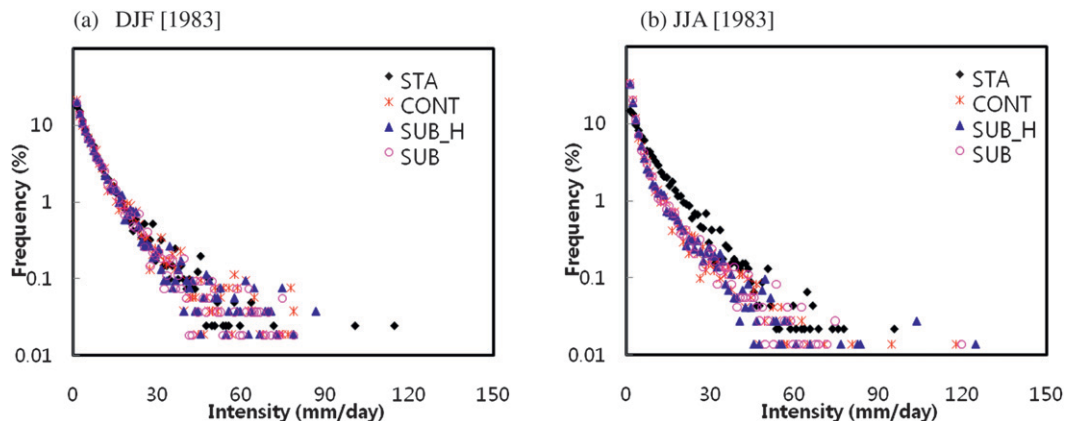 (a) DJF [1983]
STA
CONT
SUB_H
SUB
10
1
0.1
0.01
Frequency (%)
0 30 60 90 120 150
Intensity (mm/day)
(b) JJA [1983]
STA
CONT
SUB_H
SUB
10
1
0.1
0.01
Frequency (%)
0 30 60 90 120 150
Intensity (mm/day)